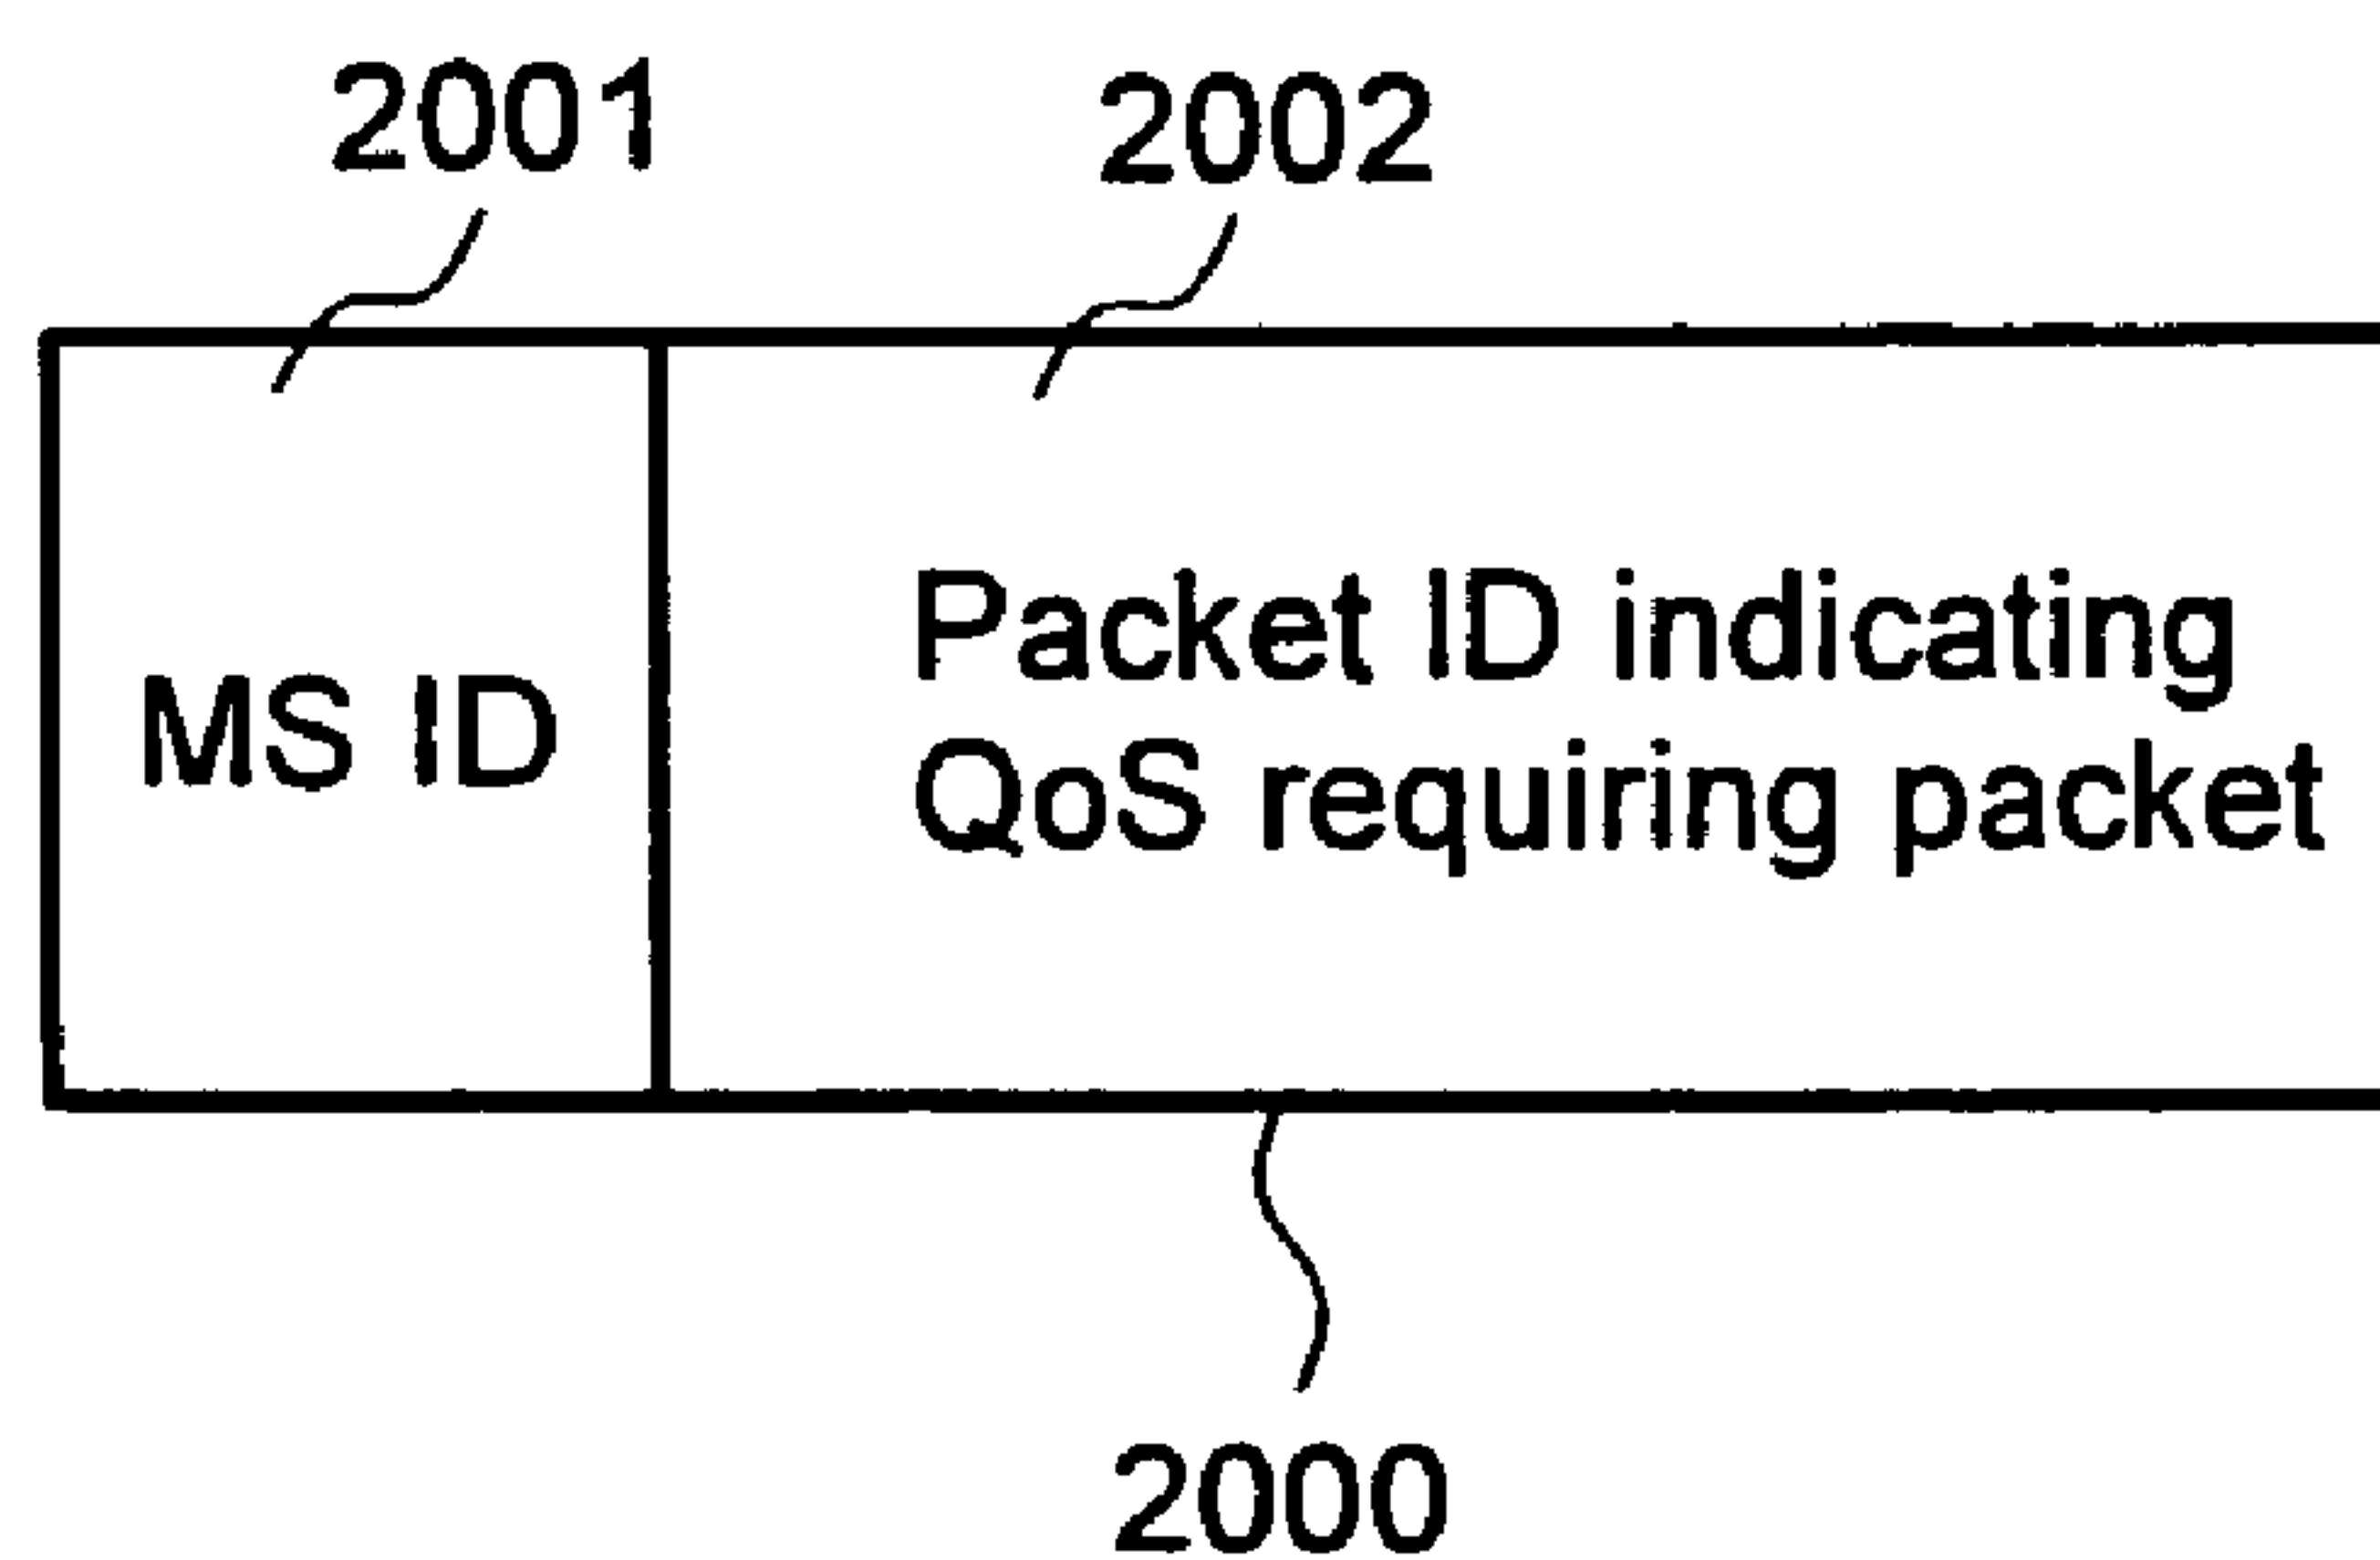 2001
2002
MS ID
Packet ID indicating
QoS requiring packet
2000